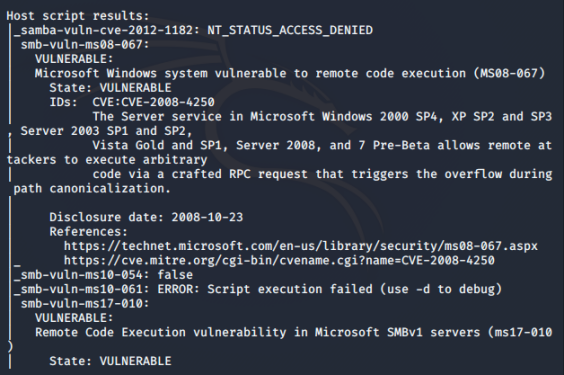 Host script results:
|_samba-vuln-cve-2012-1182: NT_STATUS_ACCESS_DENIED
| smb-vuln-ms08-067:
|   VULNERABLE:
|   Microsoft Windows system vulnerable to remote code execution (MS08-067)
|     State: VULNERABLE
|     IDs:  CVE:CVE-2008-4250
|           The Server service in Microsoft Windows 2000 SP4, XP SP2 and SP3
, Server 2003 SP1 and SP2,
|           Vista Gold and SP1, Server 2008, and 7 Pre-Beta allows remote at
tackers to execute arbitrary
|           code via a crafted RPC request that triggers the overflow during
 path canonicalization.
|
|     Disclosure date: 2008-10-23
|     References:
|       https://technet.microsoft.com/en-us/library/security/ms08-067.aspx
|_      https://cve.mitre.org/cgi-bin/cvename.cgi?name=CVE-2008-4250
|_smb-vuln-ms10-054: false
|_smb-vuln-ms10-061: ERROR: Script execution failed (use -d to debug)
| smb-vuln-ms17-010:
|   VULNERABLE:
|   Remote Code Execution vulnerability in Microsoft SMBv1 servers (ms17-010
)
|     State: VULNERABLE